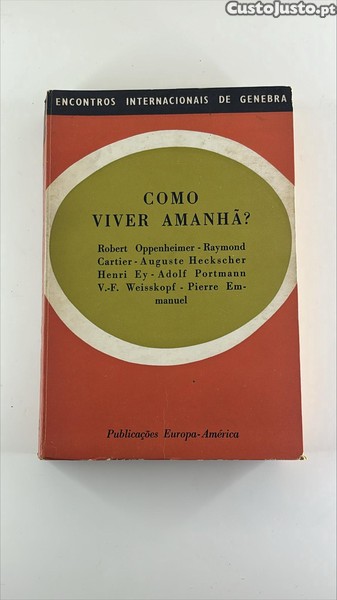 CustoJusto.pt
ENCONTROS INTERNACIONAIS DE GENEBRA
COMO
VIVER AMANHÃ?
Robert Oppenheimer - Raymond
Cartier - Auguste Heckscher
Henri Ey - Adolf Portmann
V.-F. Weisskopf - Pierre Em-
manuel
Publicações Europa-América